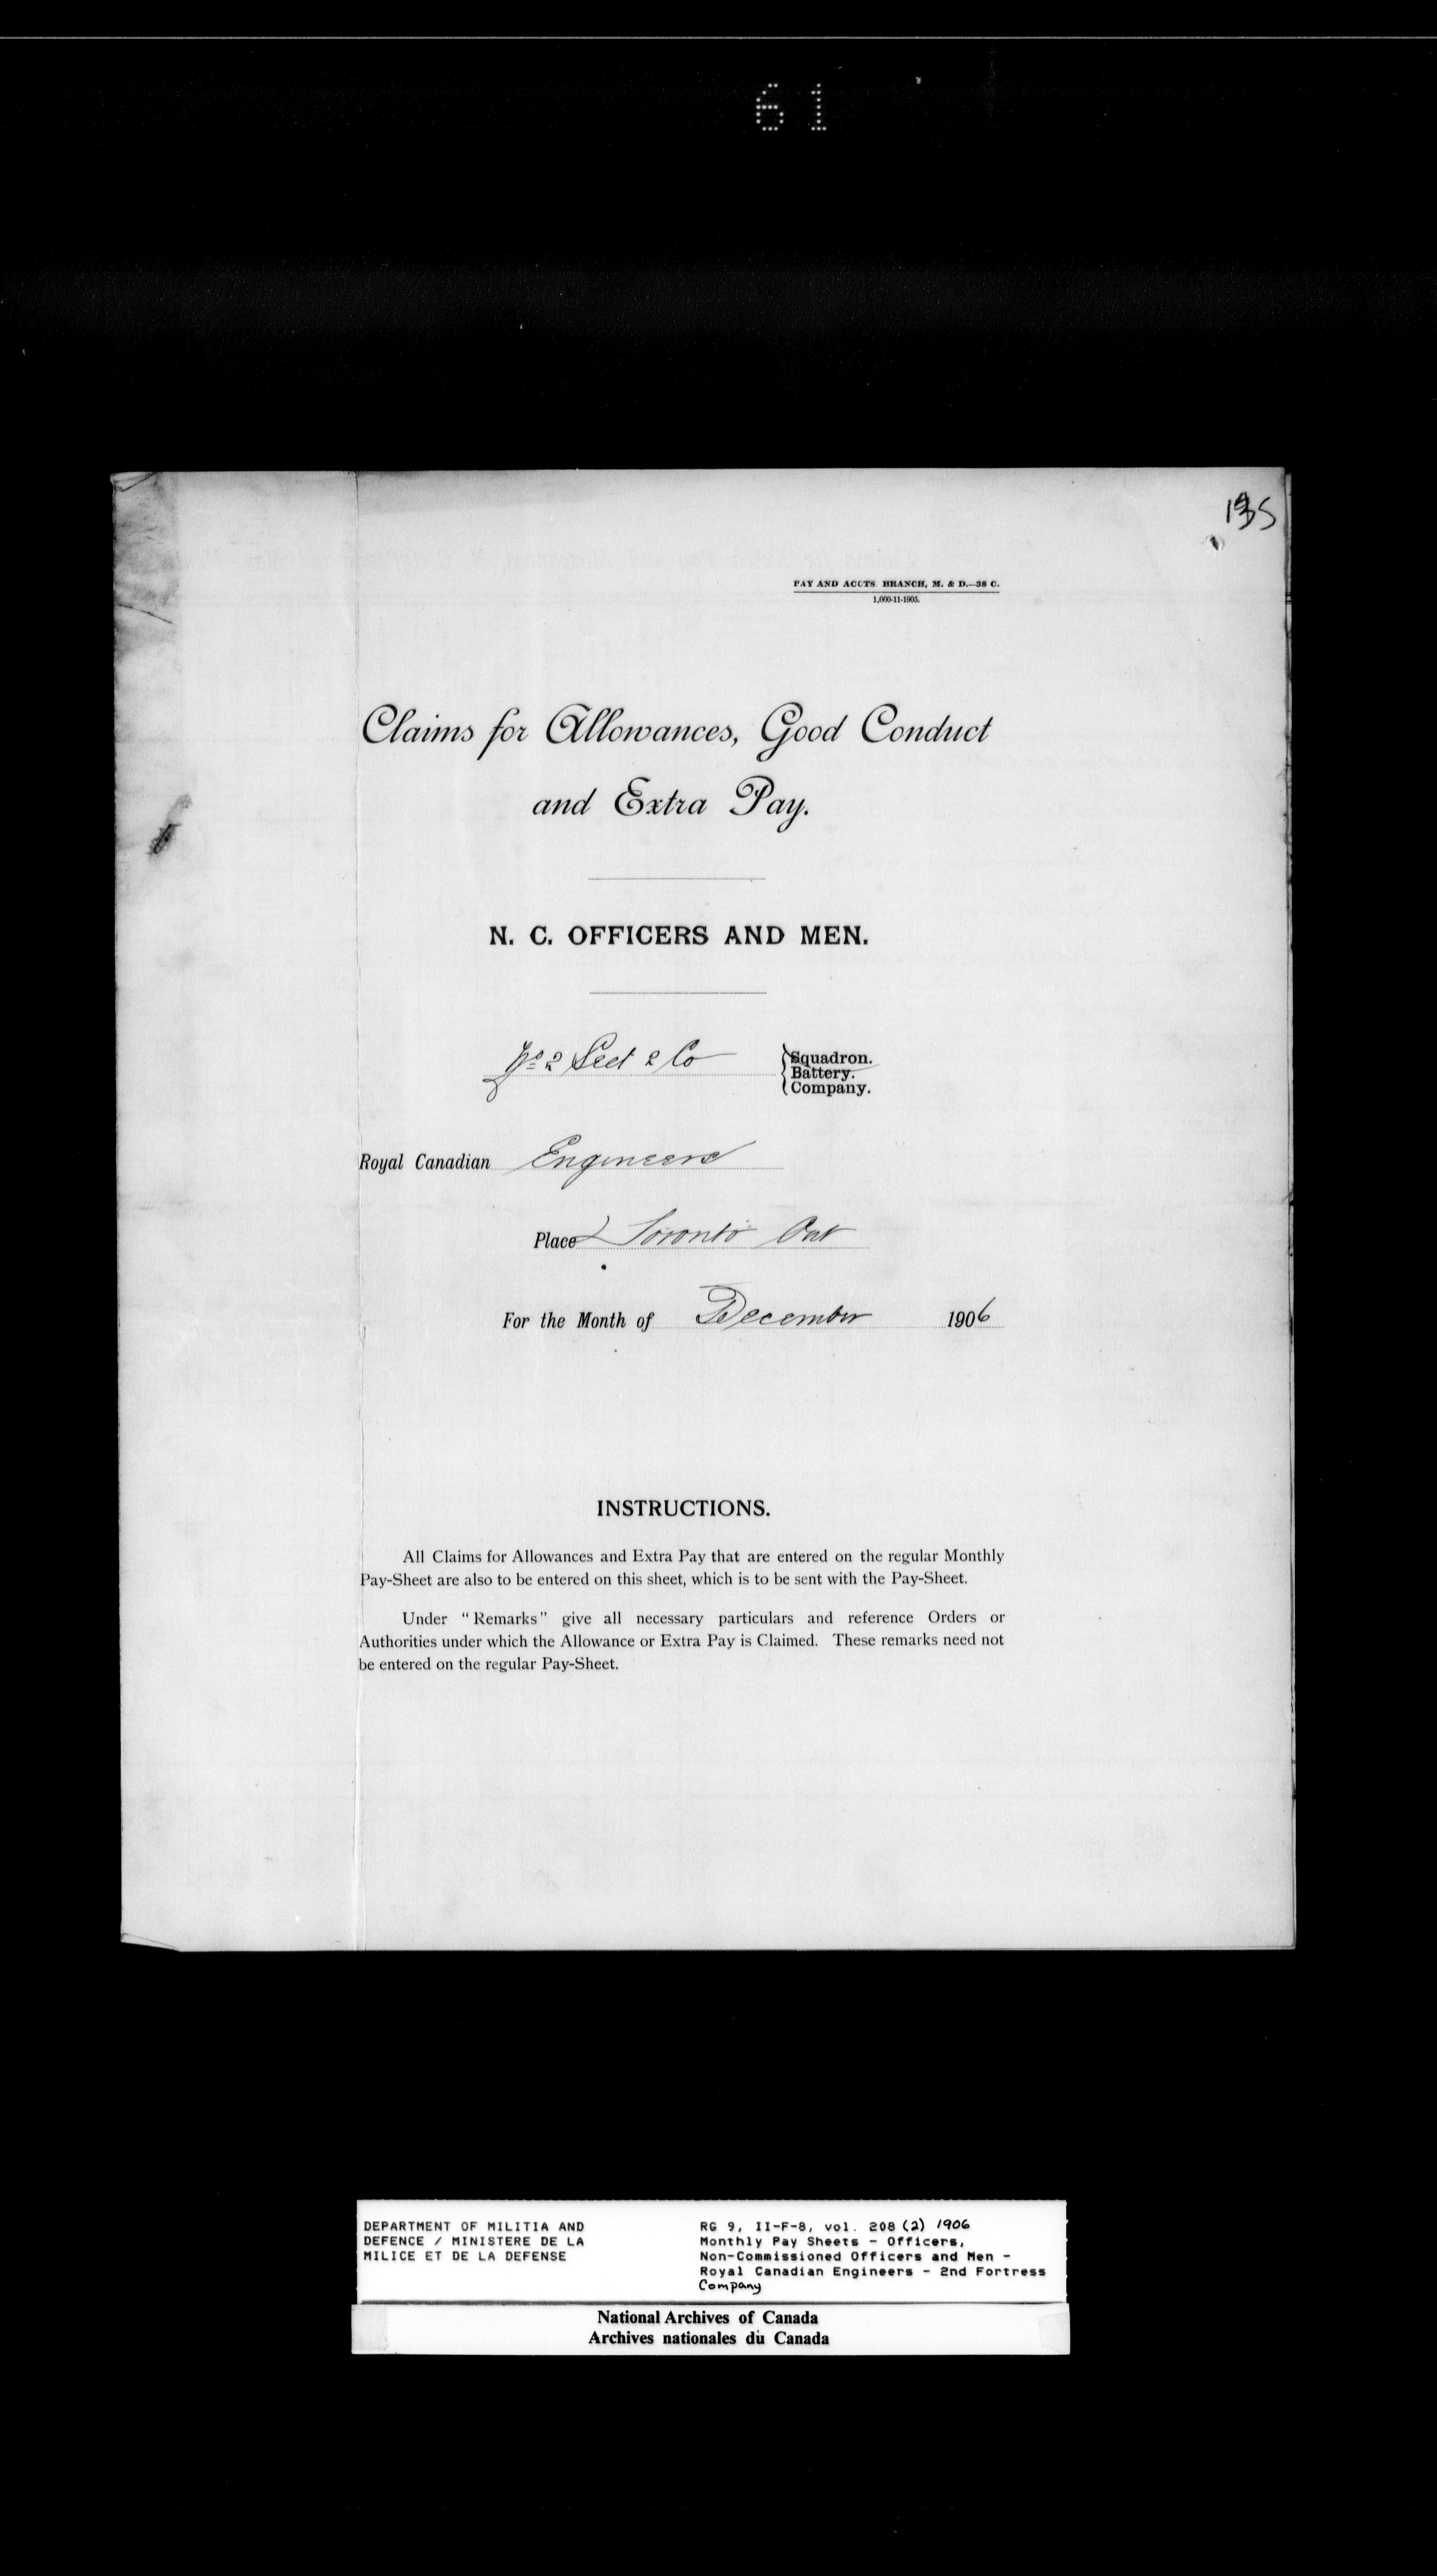 61
135
PAY AND ACCTS. BRANCH, M. & D.—38 C.
1,000-11-1905.
Claims for Allowances, Good Conduct
and Extra Pay.
N. C. OFFICERS AND MEN.
No 2 Sect 2 Co
Squadron.
Battery.
Company.
Royal Canadian Engineers
Place Toronto Ont
For the Month of December 1906
INSTRUCTIONS.
All Claims for Allowances and Extra Pay that are entered on the regular Monthly
Pay-Sheet are also to be entered on this sheet, which is to be sent with the Pay-Sheet.
Under "Remarks" give all necessary particulars and reference Orders or
Authorities under which the Allowance or Extra Pay is Claimed. These remarks need not
be entered on the regular Pay-Sheet.
DEPARTMENT OF MILITIA AND
DEFENCE / MINISTERE DE LA
MILICE ET DE LA DEFENSE
RG 9, II-F-8, vol. 208 (2) 1906
Monthly Pay Sheets - Officers,
Non-Commissioned Officers and Men -
Royal Canadian Engineers - 2nd Fortress
Company
National Archives of Canada
Archives nationales du Canada